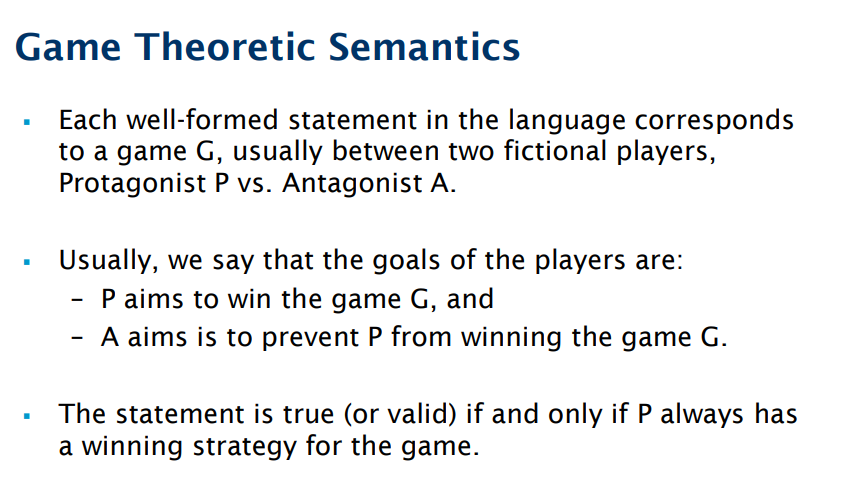 Game Theoretic Semantics
▪ Each well-formed statement in the language corresponds
to a game G, usually between two fictional players,
Protagonist P vs. Antagonist A.
▪ Usually, we say that the goals of the players are:
– P aims to win the game G, and
– A aims is to prevent P from winning the game G.
▪ The statement is true (or valid) if and only if P always has
a winning strategy for the game.